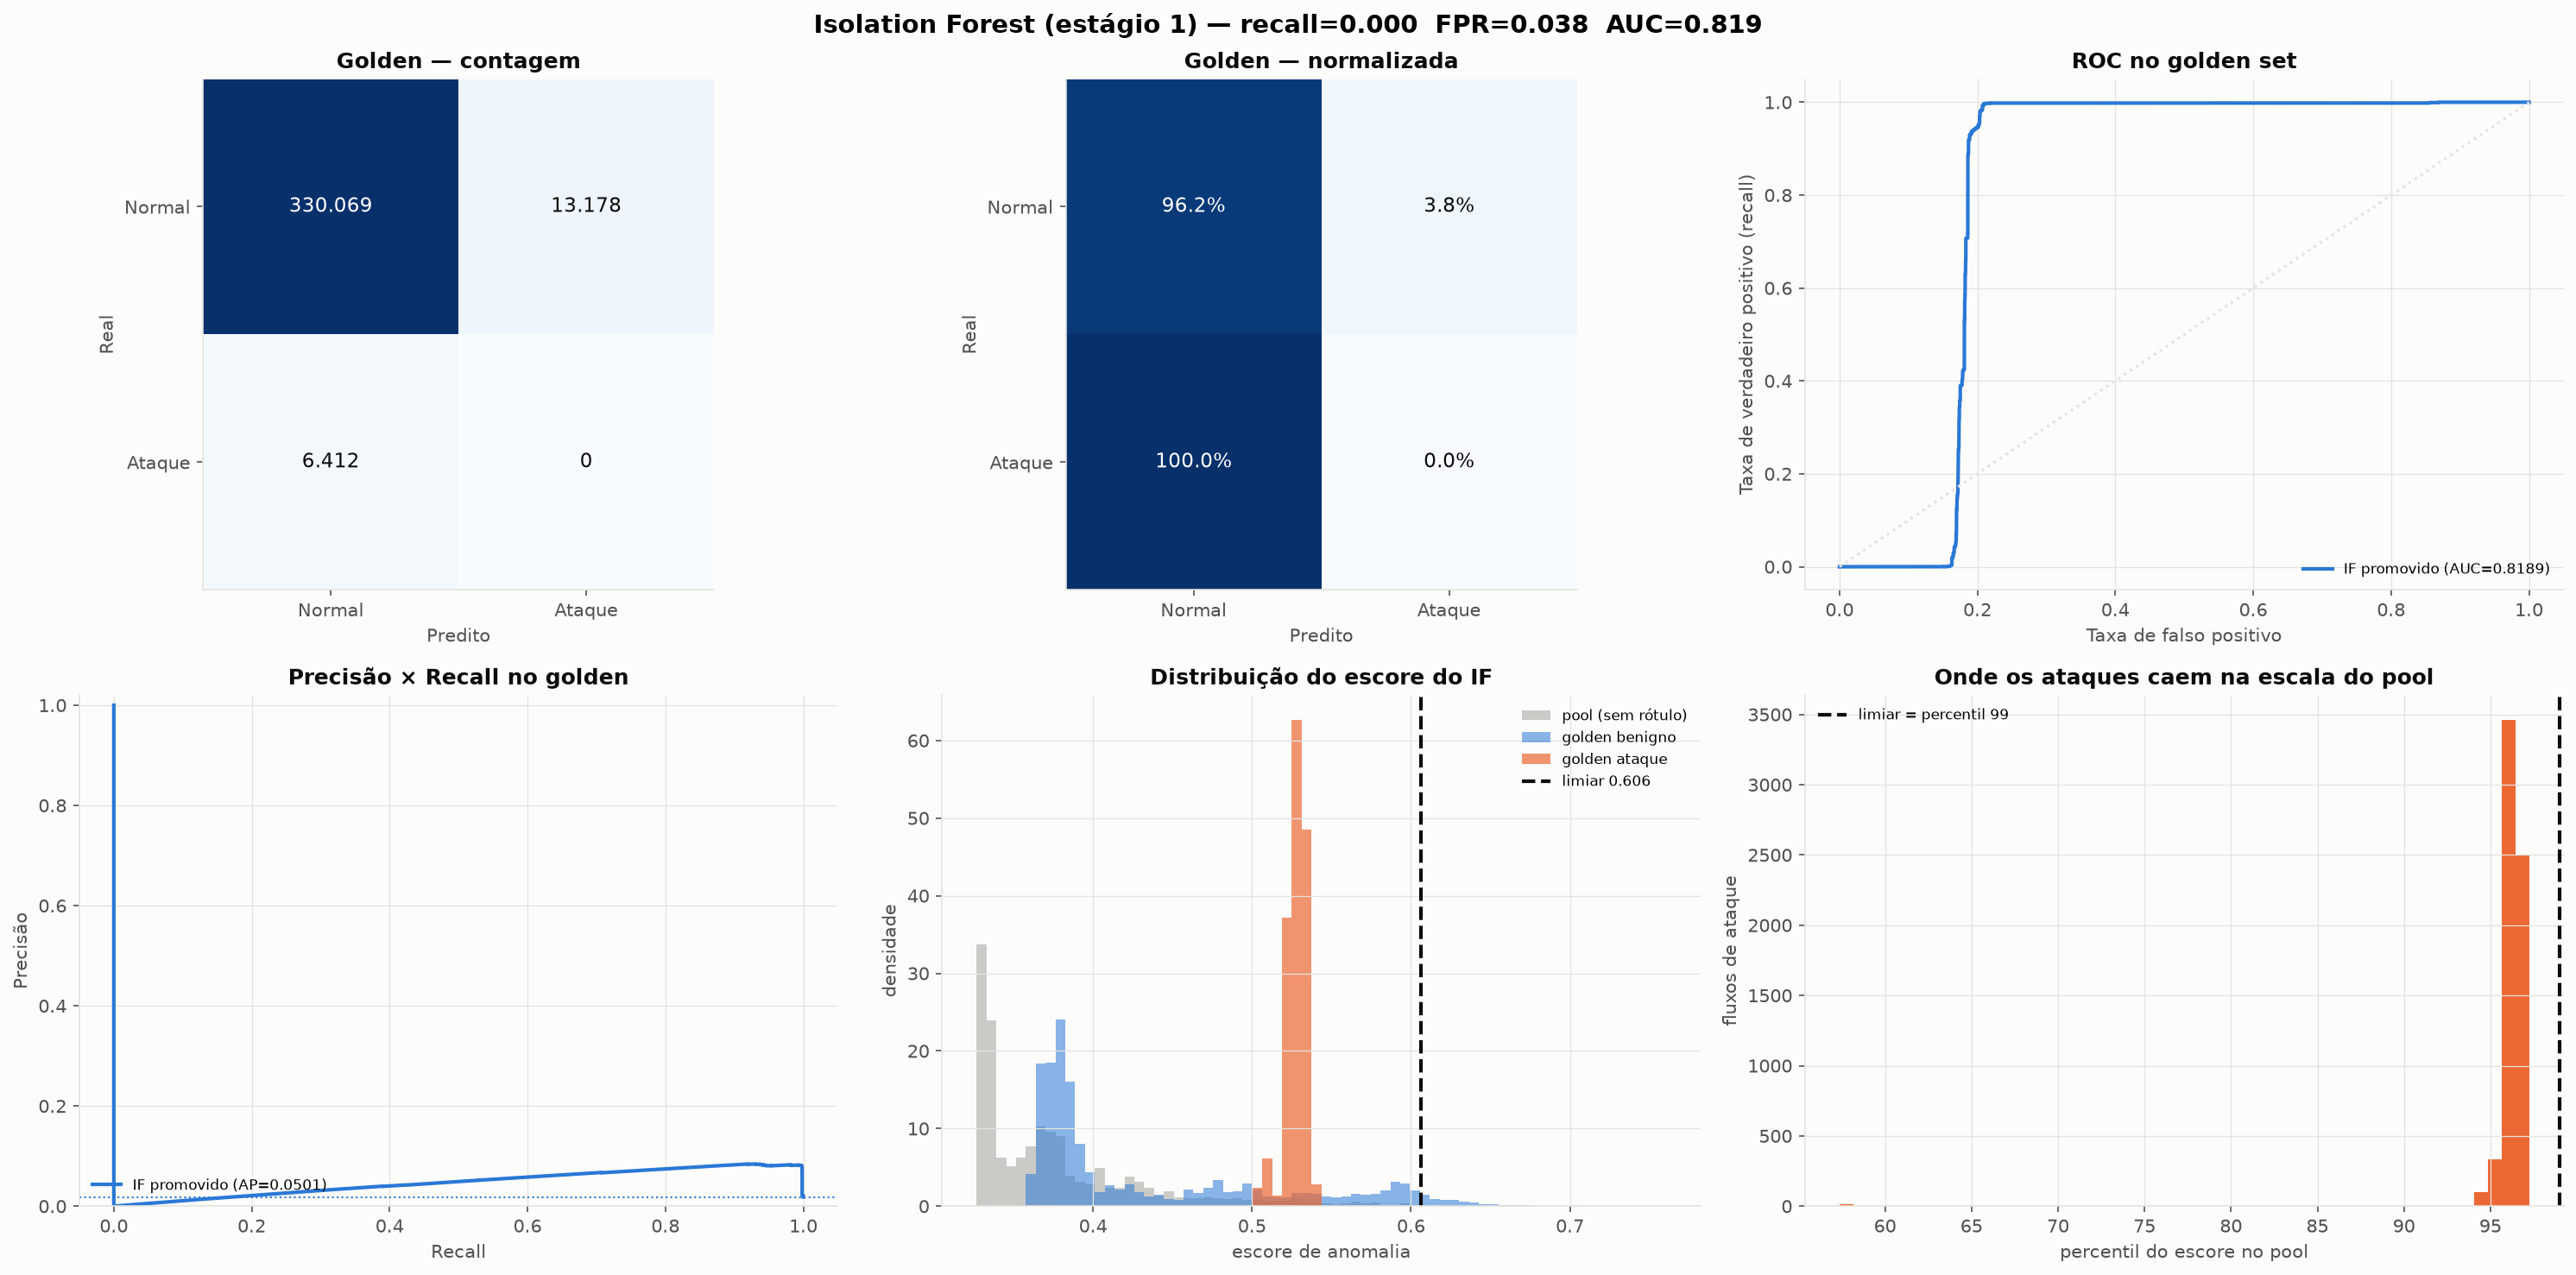 Isolation Forest (estágio 1) — recall=0.000  FPR=0.038  AUC=0.819
Golden — contagem
Normal
Ataque
Real
330.069
13.178
6.412
0
Normal
Ataque
Predito
Golden — normalizada
Normal
Ataque
Real
96.2%
3.8%
100.0%
0.0%
Normal
Ataque
Predito
ROC no golden set
Taxa de verdadeiro positivo (recall)
1.0
0.8
0.6
0.4
0.2
0.0
IF promovido (AUC=0.8189)
0.0
0.2
0.4
0.6
0.8
1.0
Taxa de falso positivo
Precisão × Recall no golden
Precisão
1.0
0.8
0.6
0.4
0.2
0.0
IF promovido (AP=0.0501)
0.0
0.2
0.4
0.6
0.8
1.0
Recall
Distribuição do escore do IF
densidade
60
50
40
30
20
10
0
pool (sem rótulo)
golden benigno
golden ataque
limiar 0.606
0.4
0.5
0.6
0.7
escore de anomalia
Onde os ataques caem na escala do pool
fluxos de ataque
3500
3000
2500
2000
1500
1000
500
0
limiar = percentil 99
60
65
70
75
80
85
90
95
percentil do escore no pool